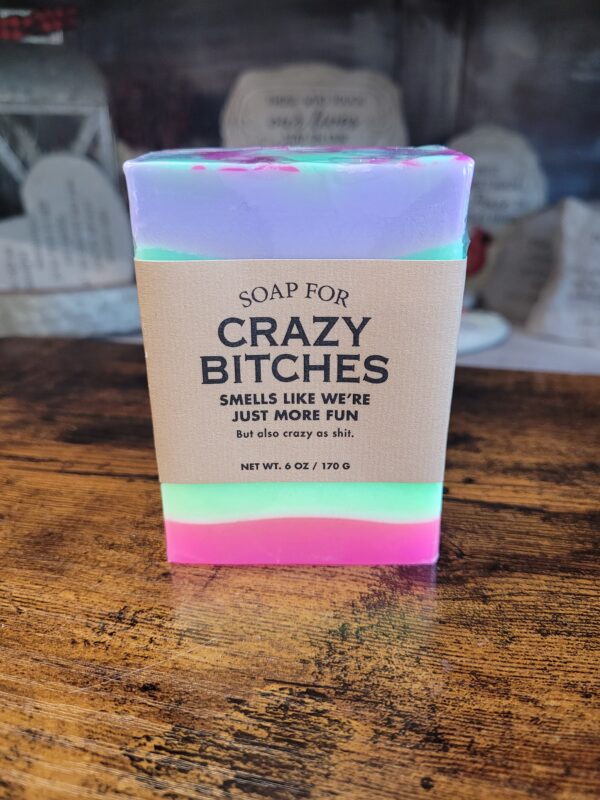 SOAP FOR
CRAZY
BITCHES
SMELLS LIKE WE'RE
JUST MORE FUN
But also crazy as shit.
NET WT. 6 OZ / 170 G